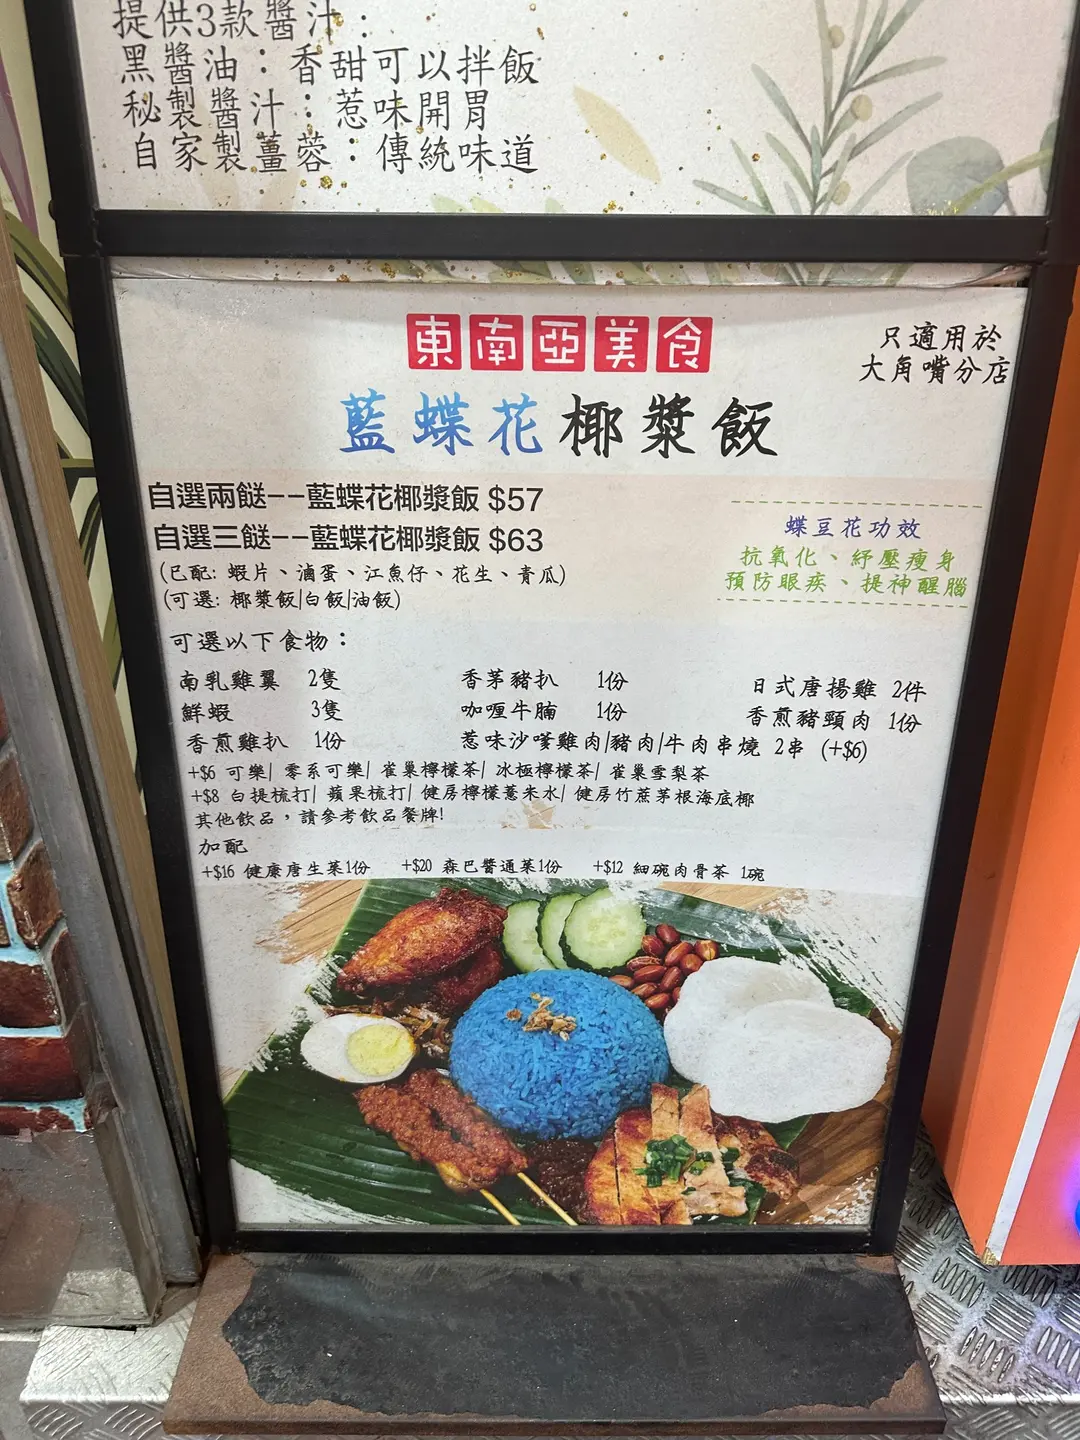 提供3款醬汁：
黑醬油：香甜可以拌飯
秘製醬汁：惹味開胃
自家製薑蓉：傳統味道
東南亞美食
只適用於
大角嘴分店
藍蝶花椰漿飯
自選兩餸--藍蝶花椰漿飯 $57
自選三餸--藍蝶花椰漿飯 $63
(已配: 蝦片、滷蛋、江魚仔、花生、青瓜)
(可選: 椰漿飯|白飯|油飯)
蝶豆花功效
抗氧化、紓壓瘦身
預防眼疾、提神醒腦
可選以下食物：
南乳雞翼 2隻 香茅豬扒 1份 日式唐揚雞 2件
鮮蝦 3隻 咖喱牛腩 1份 香煎豬頸肉 1份
香煎雞扒 1份 惹味沙嗲雞肉|豬肉|牛肉串燒 2串 (+$6)
+$6 可樂| 零系可樂| 雀巢檸檬茶| 冰極檸檬茶| 雀巢雪梨茶
+$8 白提梳打| 蘋果梳打| 健房檸檬薏米水| 健房竹蔗茅根海底椰
其他飲品，請參考飲品餐牌!
加配
+$16 健康唐生菜1份 +$20 森巴醬通菜1份 +$12 細碗肉骨茶 1碗